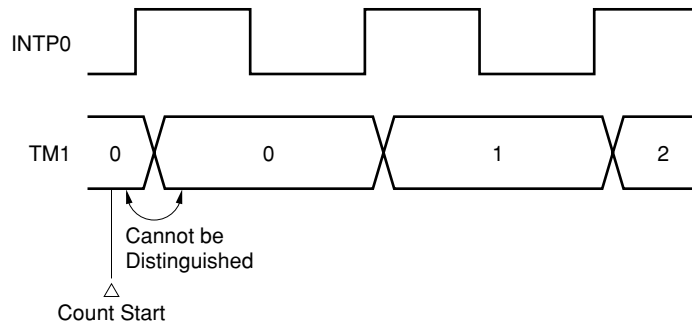 INTP0
TM1 0 0 1 2
Cannot be
Distinguished
Count Start